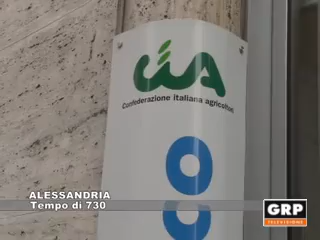 CIA
Confederazione italiana agricoltori
ALESSANDRIA
Tempo di 730
GRP
TELEVISIONE